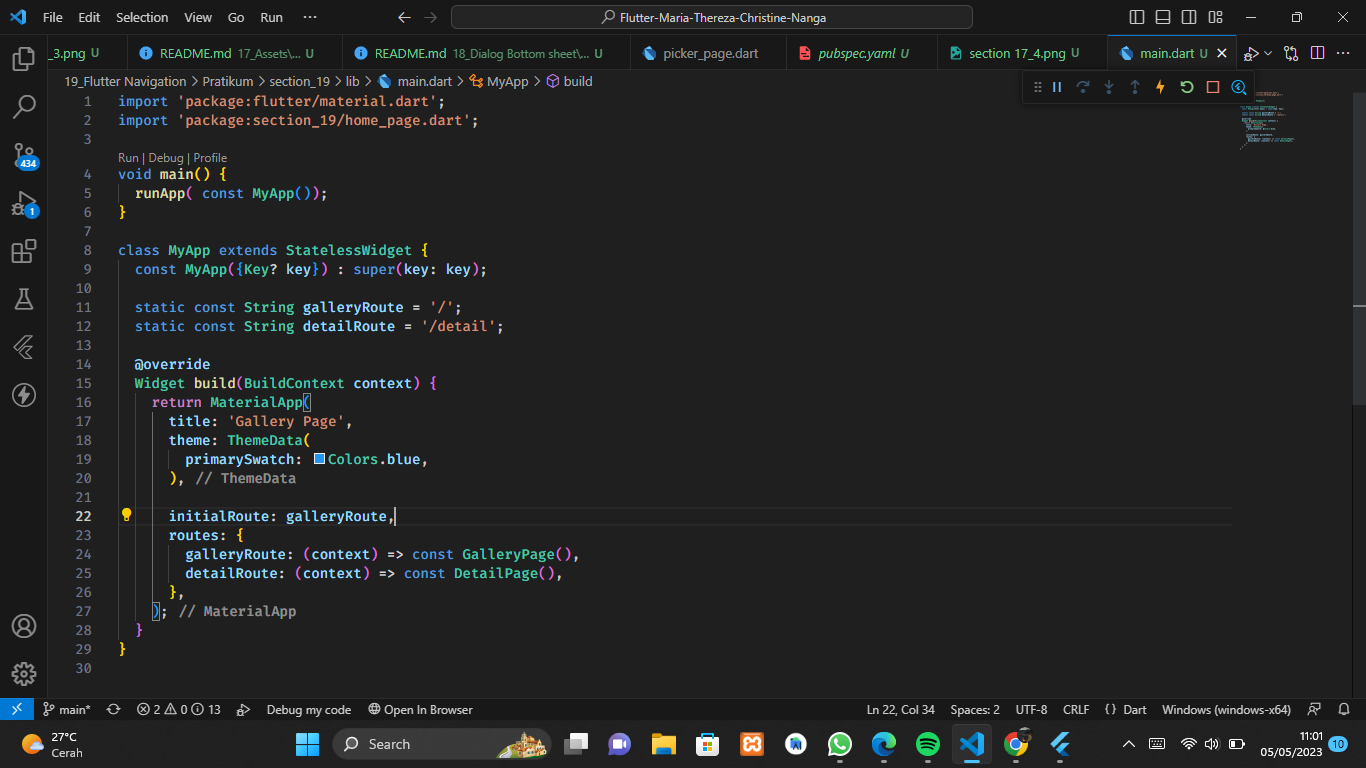 File Edit Selection View Go Run ··· Flutter-Maria-Thereza-Christine-Nanga
_3.png U README.md 17_Assets\... U README.md 18_Dialog Bottom sheet\... U picker_page.dart pubspec.yaml U section 17_4.png U main.dart U
19_Flutter Navigation > Pratikum > section_19 > lib > main.dart > MyApp > build
1 import 'package:flutter/material.dart';
2 import 'package:section_19/home_page.dart';
3
Run | Debug | Profile
4 void main() {
5 runApp( const MyApp());
6 }
7
8 class MyApp extends StatelessWidget {
9 const MyApp({Key? key}) : super(key: key);
10
11 static const String galleryRoute = '/';
12 static const String detailRoute = '/detail';
13
14 @override
15 Widget build(BuildContext context) {
16 return MaterialApp(
17 title: 'Gallery Page',
18 theme: ThemeData(
19 primarySwatch: Colors.blue,
20 ), // ThemeData
21
22 initialRoute: galleryRoute,
23 routes: {
24 galleryRoute: (context) => const GalleryPage(),
25 detailRoute: (context) => const DetailPage(),
26 },
27 ); // MaterialApp
28 }
29 }
30
434
1
main* 2 0 13 Debug my code Open In Browser Ln 22, Col 34 Spaces: 2 UTF-8 CRLF {} Dart Windows (windows-x64)
27°C
Cerah
Search
11:01
05/05/2023
10